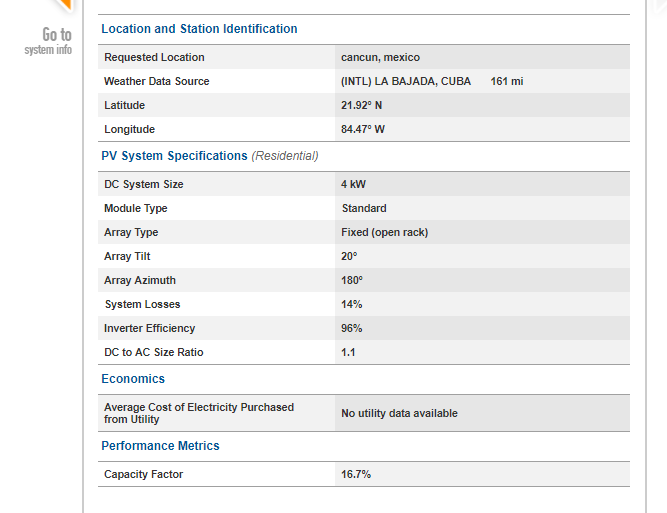 Go to
system info
Location and Station Identification
Requested Location cancun, mexico
Weather Data Source (INTL) LA BAJADA, CUBA 161 mi
Latitude 21.92° N
Longitude 84.47° W
PV System Specifications (Residential)
DC System Size 4 kW
Module Type Standard
Array Type Fixed (open rack)
Array Tilt 20°
Array Azimuth 180°
System Losses 14%
Inverter Efficiency 96%
DC to AC Size Ratio 1.1
Economics
Average Cost of Electricity Purchased
from Utility No utility data available
Performance Metrics
Capacity Factor 16.7%